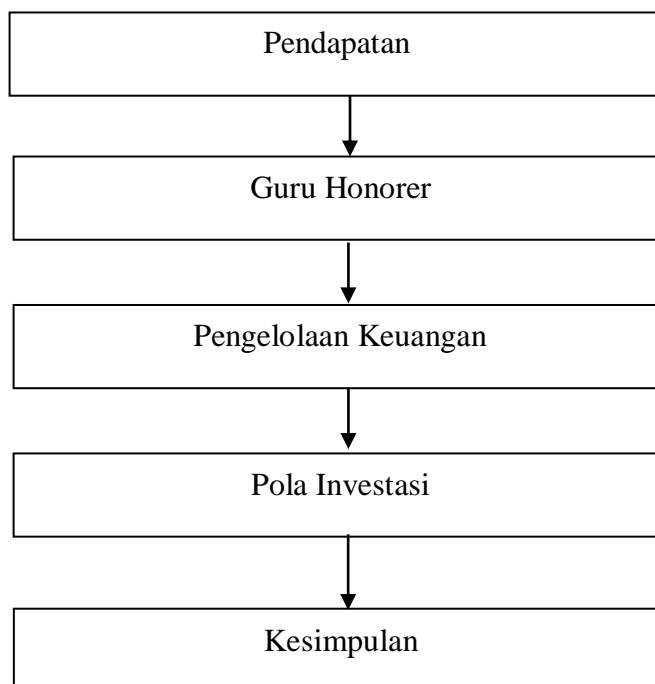 Pendapatan
Guru Honorer
Pengelolaan Keuangan
Pola Investasi
Kesimpulan